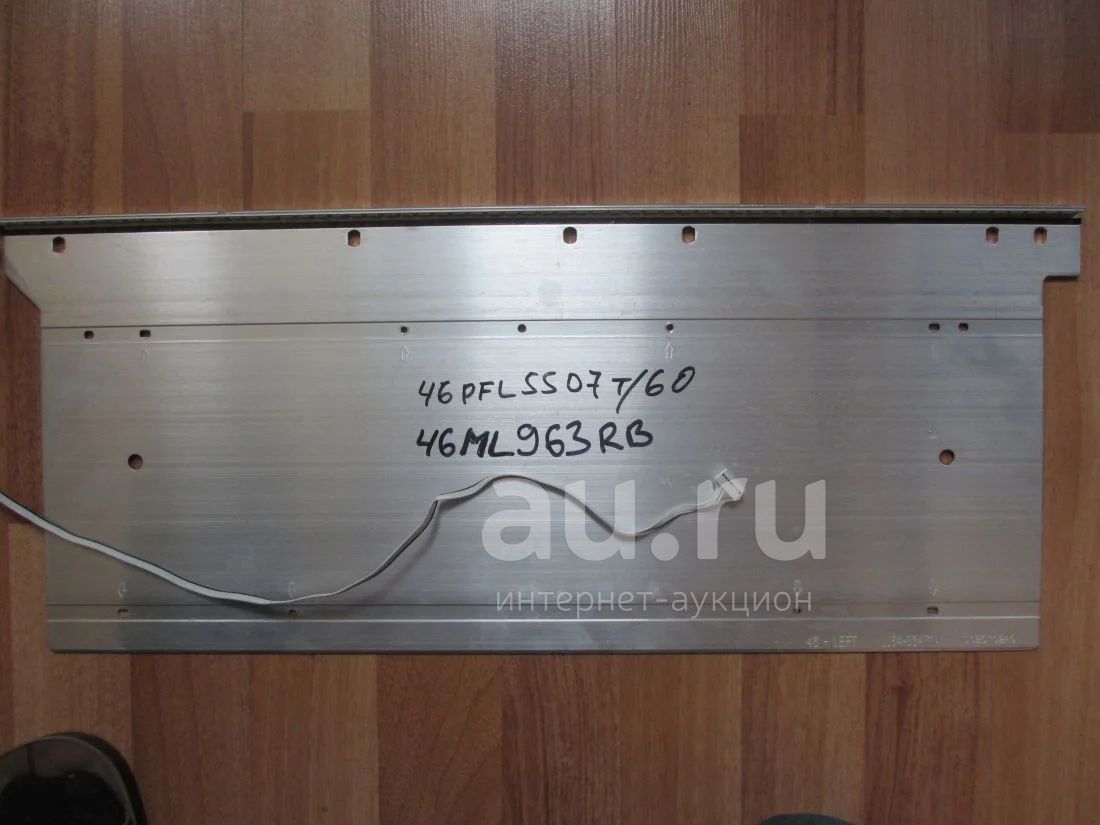 46PFL5507T/60
46ML963RB
au.ru
интернет-аукцион
46 - LEFT